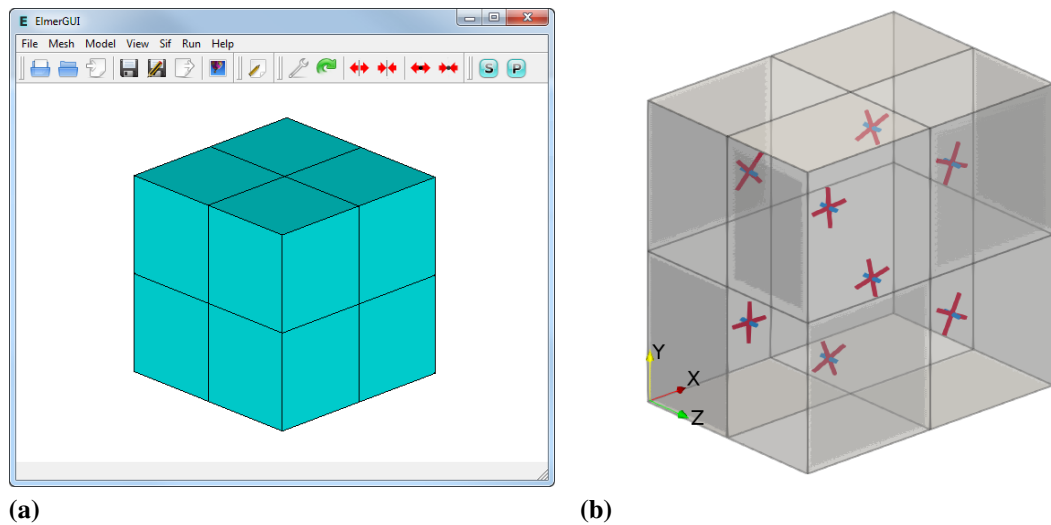 E ElmerGUI
File Mesh Model View Sif Run Help
S P
Y
X
Z
(a)
(b)